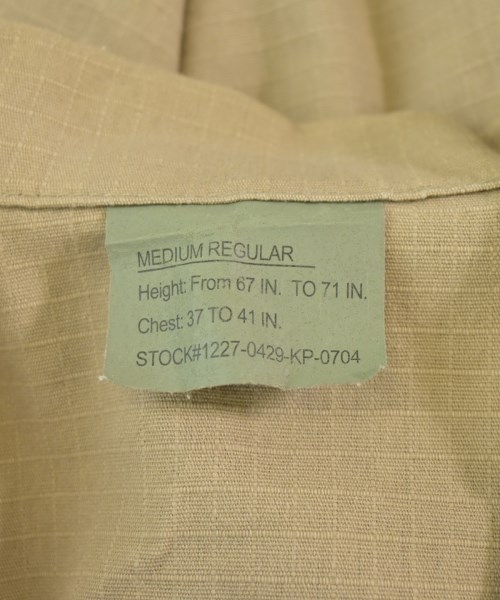 MEDIUM REGULAR
Height: From 67 IN. TO 71 IN.
Chest: 37 TO 41 IN.
STOCK#1227-0429-KP-0704